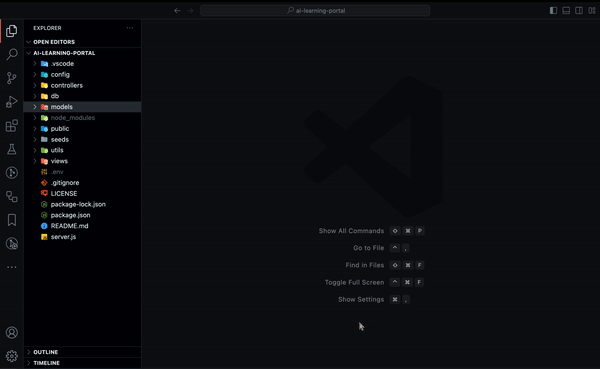 ai-learning-portal
EXPLORER
OPEN EDITORS
AI-LEARNING-PORTAL
.vscode
config
controllers
db
models
node_modules
public
seeds
utils
views
.env
.gitignore
LICENSE
package-lock.json
package.json
README.md
server.js
Show All Commands ⇧ ⌘ P
Go to File ^ ,
Find in Files ⇧ ⌘ F
Toggle Full Screen ^ ⌘ F
Show Settings ⌘ ,
OUTLINE
TIMELINE